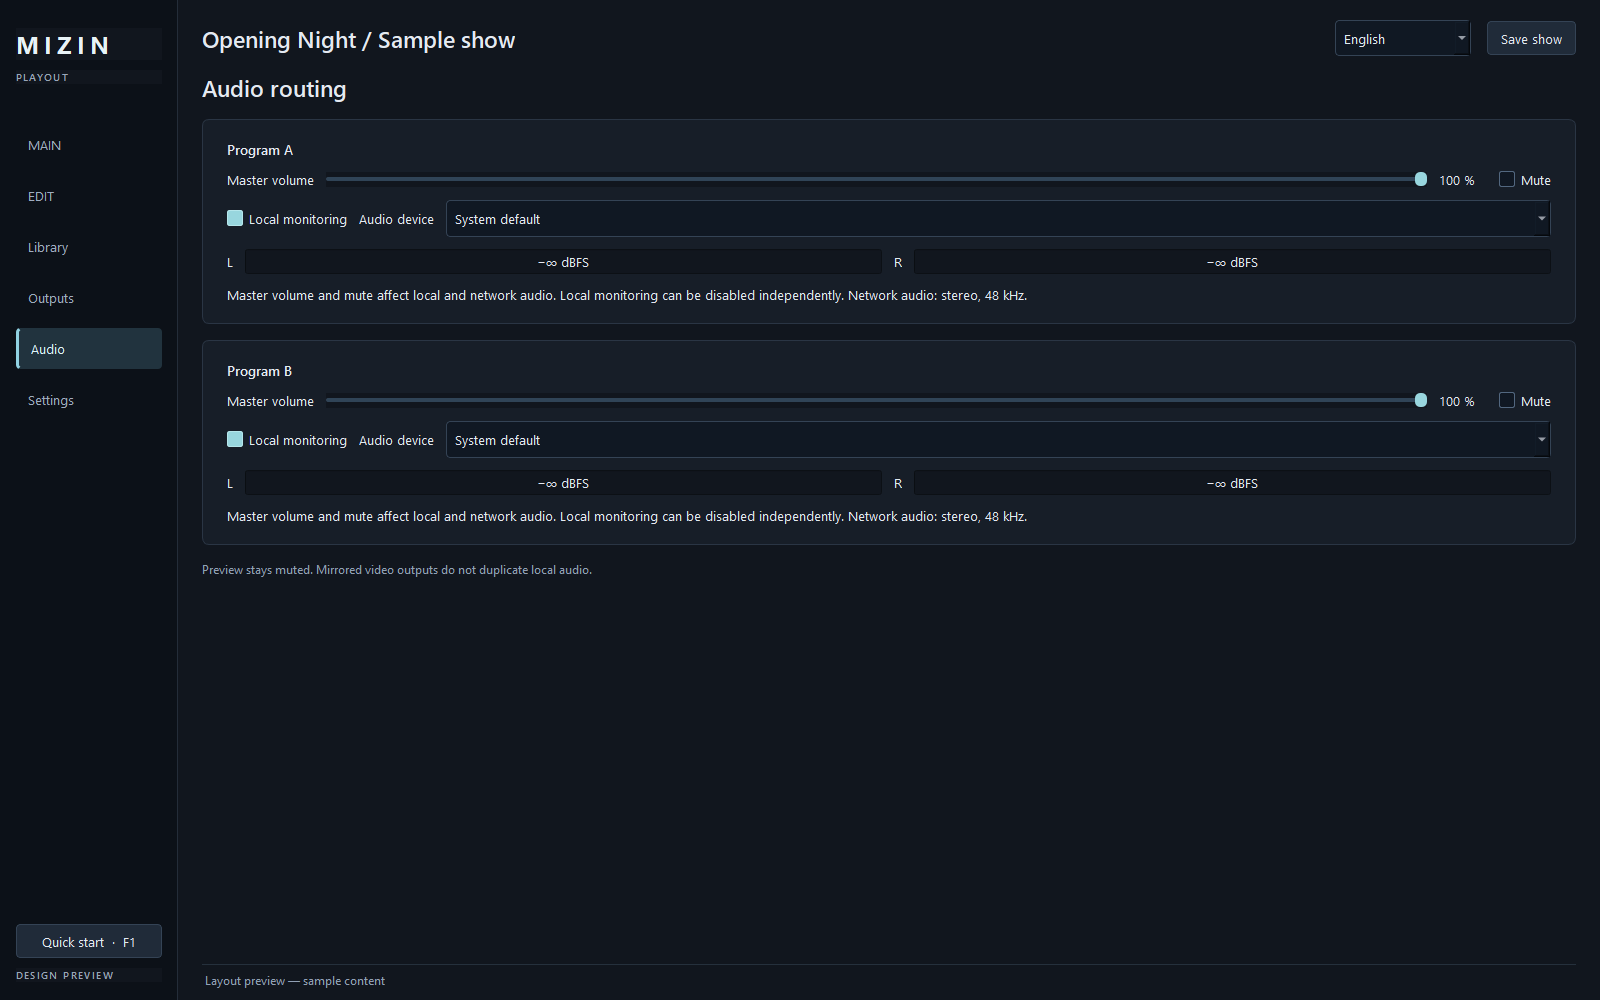 MIZIN
PLAYOUT
MAIN
EDIT
Library
Outputs
Audio
Settings
Quick start · F1
DESIGN PREVIEW
Opening Night / Sample show
English
Save show
Audio routing
Program A
Master volume 100 % Mute
Local monitoring Audio device System default
L −∞ dBFS R −∞ dBFS
Master volume and mute affect local and network audio. Local monitoring can be disabled independently. Network audio: stereo, 48 kHz.
Program B
Master volume 100 % Mute
Local monitoring Audio device System default
L −∞ dBFS R −∞ dBFS
Master volume and mute affect local and network audio. Local monitoring can be disabled independently. Network audio: stereo, 48 kHz.
Preview stays muted. Mirrored video outputs do not duplicate local audio.
Layout preview — sample content